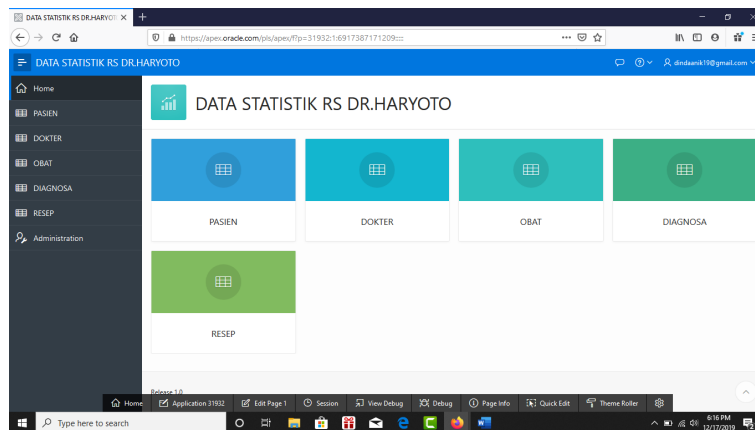 DATA STATISTIK RS DR.HARYOT
https://apex.oracle.com/pls/apex/f?p=31932:1:6917387171209:::::
DATA STATISTIK RS DR.HARYOTO
dindaanik19@gmail.com
Home
PASIEN
DOKTER
OBAT
DIAGNOSA
RESEP
Administration
DATA STATISTIK RS DR.HARYOTO
PASIEN
DOKTER
OBAT
DIAGNOSA
RESEP
Release 1.0
Home
Application 31932
Edit Page 1
Session
View Debug
Debug
Page Info
Quick Edit
Theme Roller
Type here to search
6:16 PM
12/17/2019